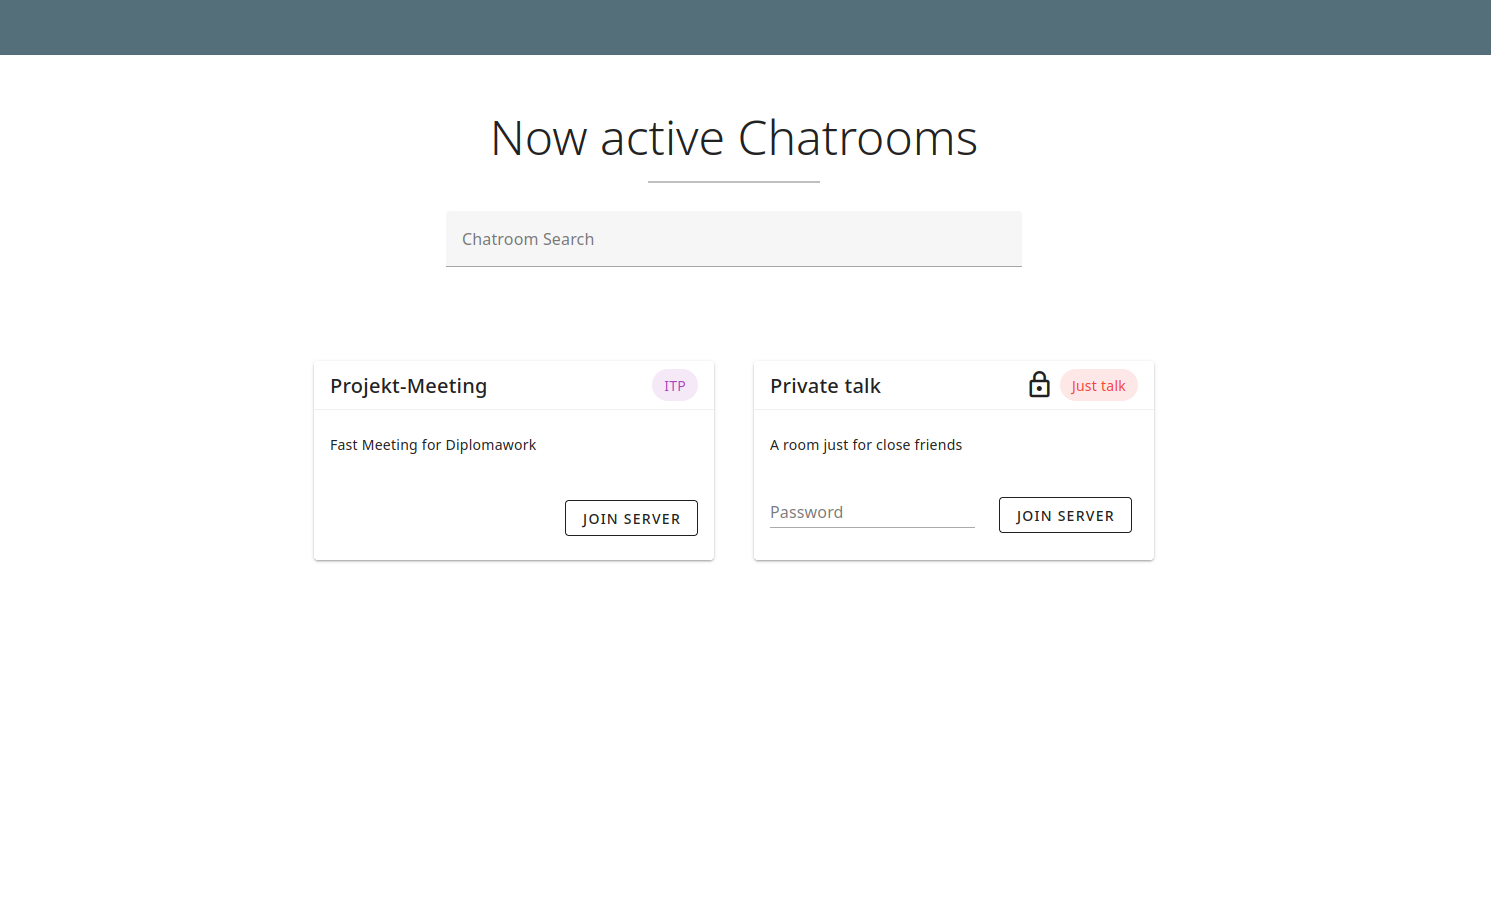 Now active Chatrooms
Chatroom Search
Projekt-Meeting
ITP
Fast Meeting for Diplomawork
JOIN SERVER
Private talk
Just talk
A room just for close friends
Password
JOIN SERVER